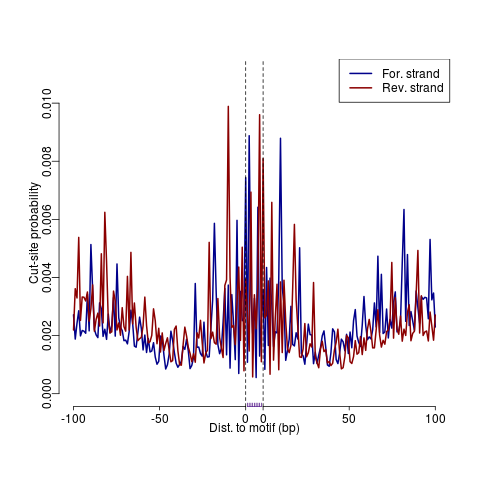 For. strand
Rev. strand
Cut-site probability
0.010
0.008
0.006
0.004
0.002
0.000
-100 -50 0 0 50 100
Dist. to motif (bp)